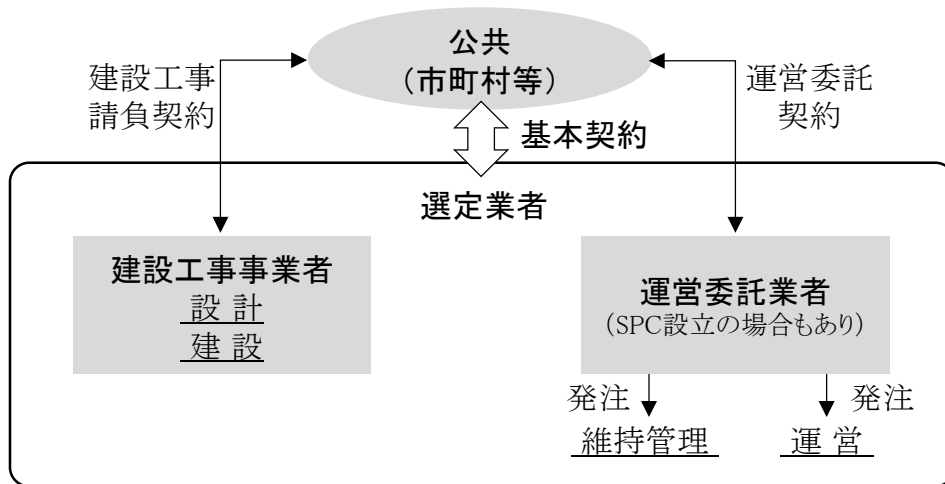 公共
（市町村等）
建設工事
請負契約
運営委託
契約
基本契約
選定業者
建設工事事業者
設 計
建 設
運営委託業者
（SPC設立の場合もあり）
発注
発注
維持管理
運 営